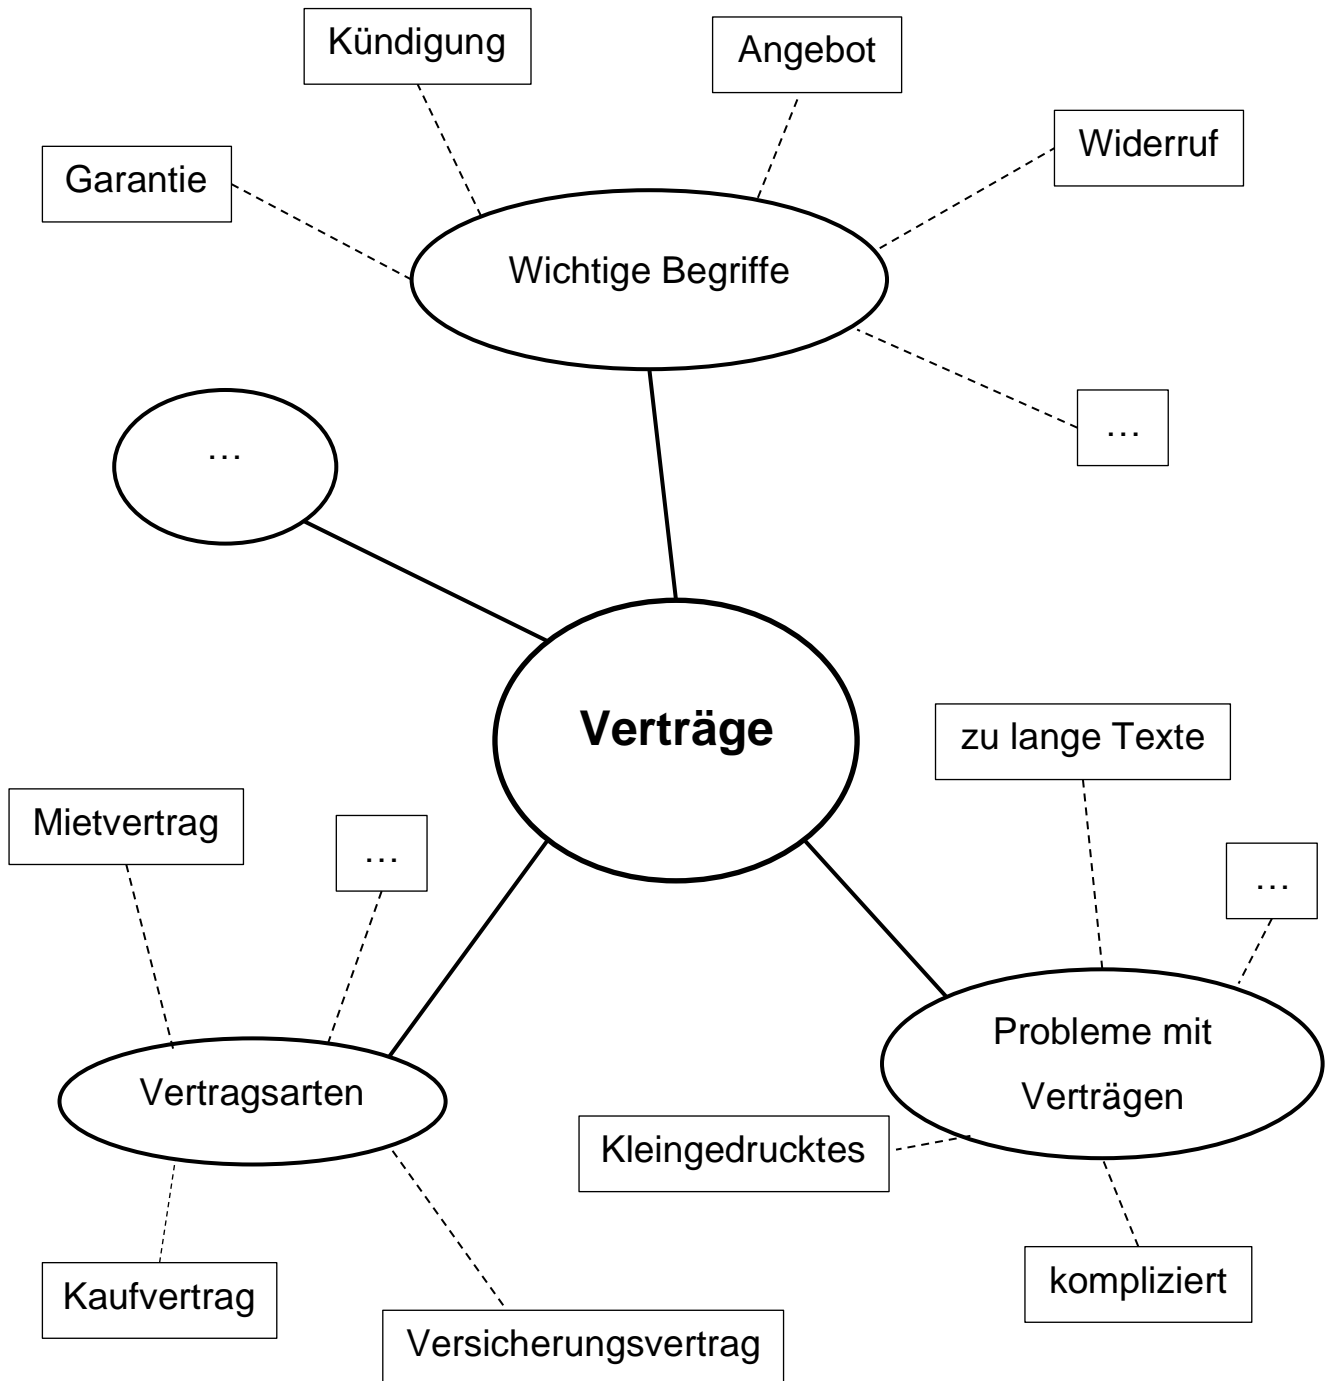 Kündigung
Angebot
Widerruf
Garantie
Wichtige Begriffe
…
…
Verträge
zu lange Texte
Mietvertrag
…
…
Probleme mit
Verträgen
Vertragsarten
Kleingedrucktes
kompliziert
Kaufvertrag
Versicherungsvertrag